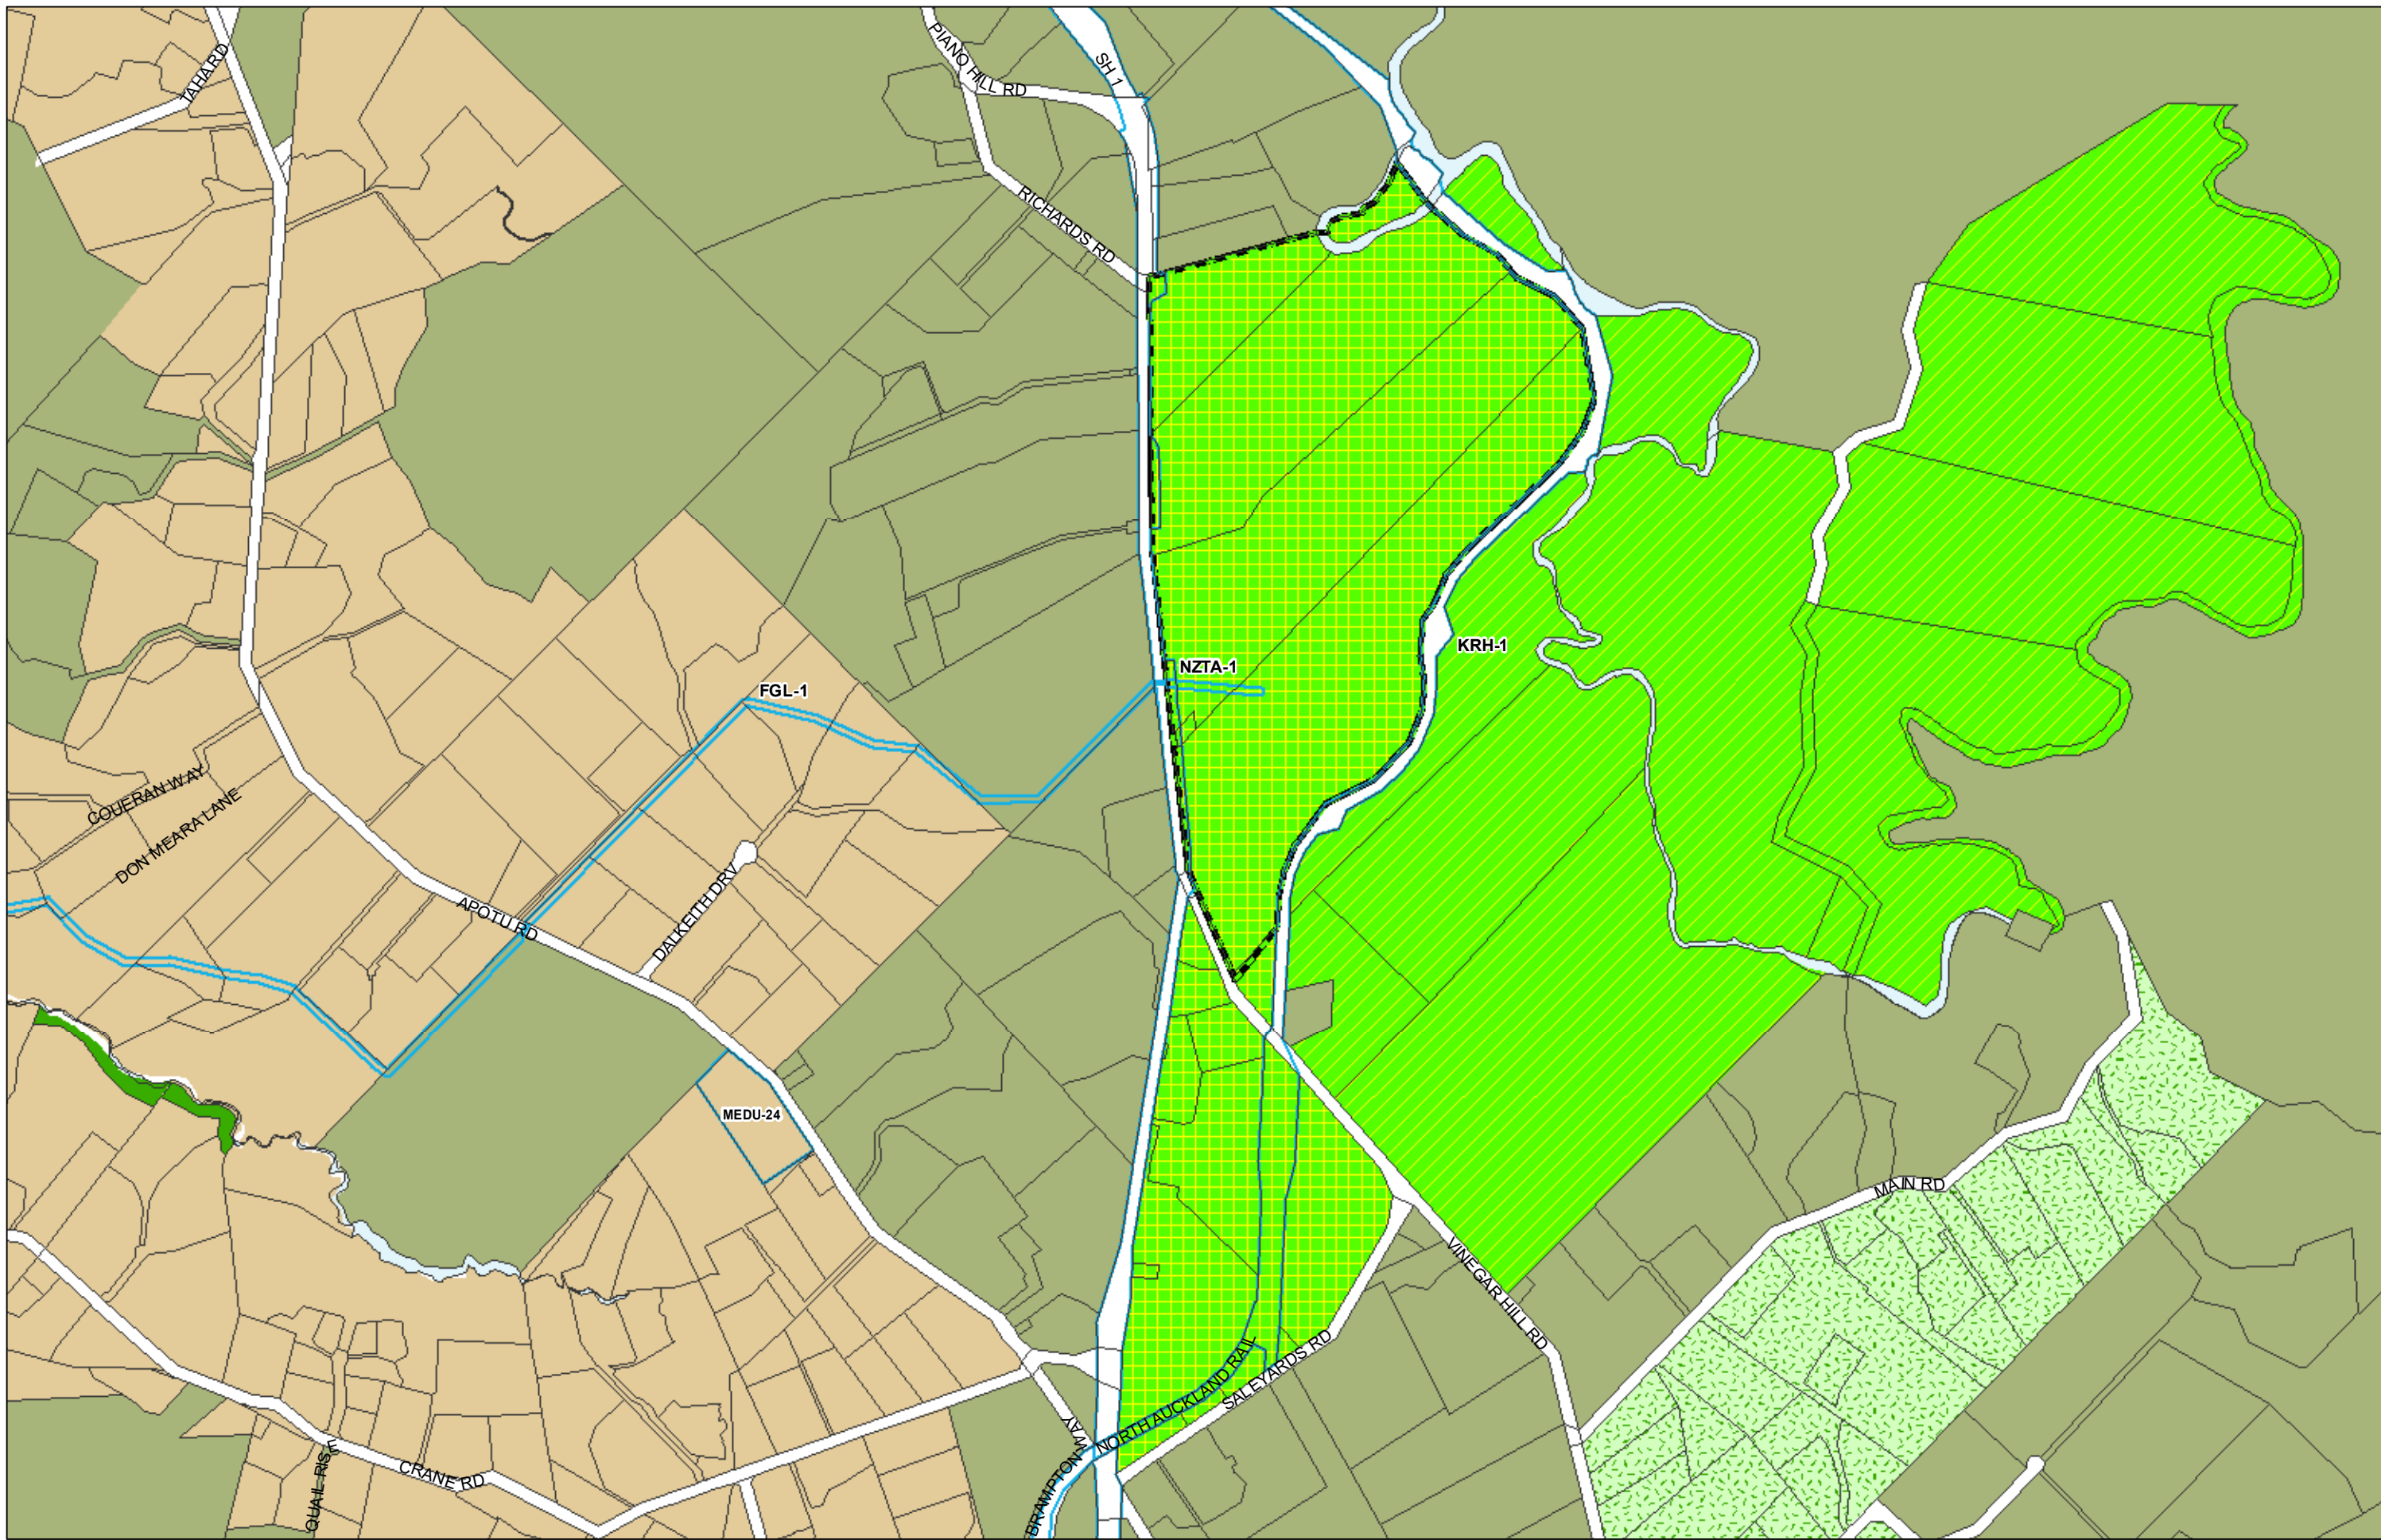 TAHA RD
PIANO HILL RD
SH 1
RICHARDS RD
KRH-1
NZTA-1
FGL-1
COUERAN WAY
DON MEARA LANE
APOTU RD
DALKEITH DRV
MEDU-24
MAIN RD
VINEGAR HILL RD
NORTH AUCKLAND RAIL
SALEYARDS RD
BRAMPTON WAY
CRANE RD
QUAIL RISE